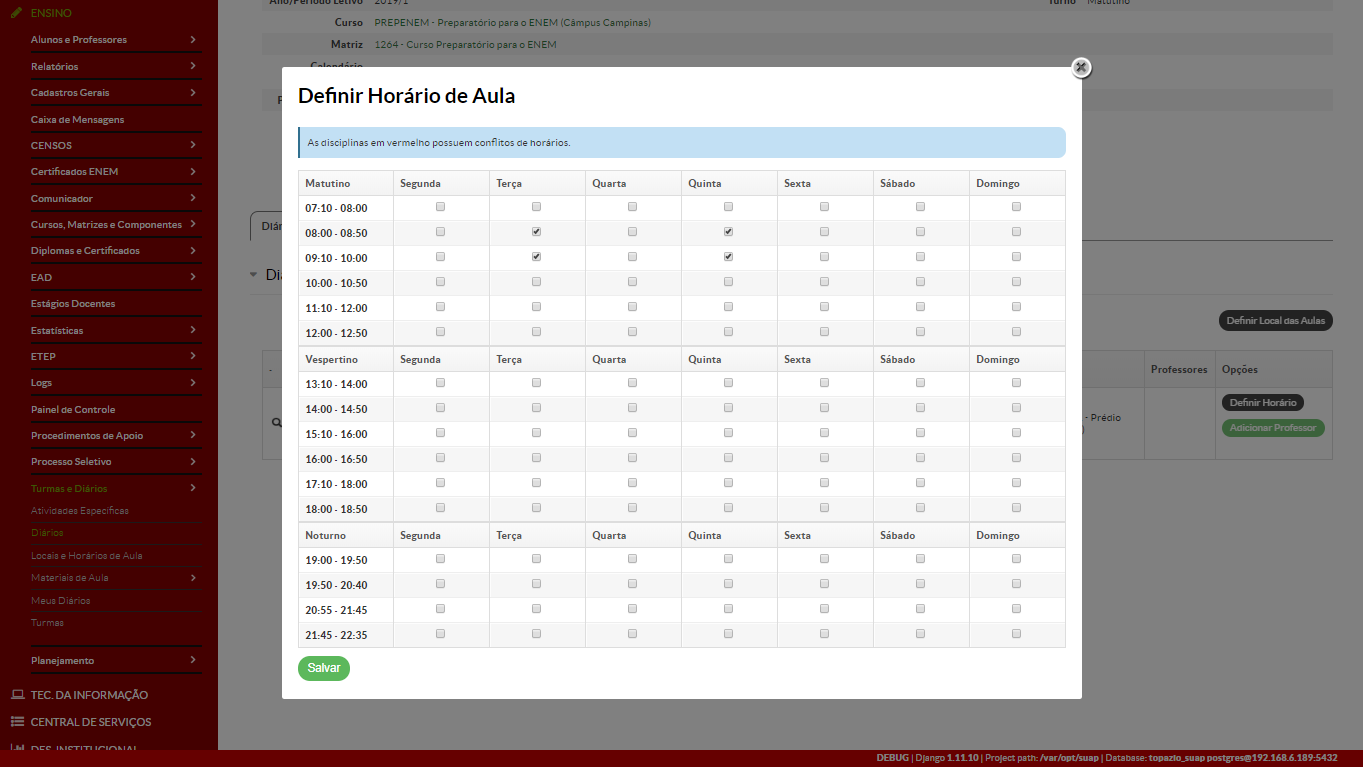 ENSINO
Alunos e Professores
Relatórios
Cadastros Gerais
Caixa de Mensagens
CENSOS
Certificados ENEM
Comunicador
Cursos, Matrizes e Componentes
Diplomas e Certificados
EAD
Estágios Docentes
Estatísticas
ETEP
Logs
Painel de Controle
Procedimentos de Apoio
Processo Seletivo
Turmas e Diários
Atividades Específicas
Diários
Locais e Horários de Aula
Materiais de Aula
Meus Diários
Turmas
Planejamento
TEC. DA INFORMAÇÃO
CENTRAL DE SERVIÇOS
DES. INSTITUCIONAL
Ano/Período Letivo 2019/1 Turno Matutino
Curso PREPENEM - Preparatório para o ENEM (Câmpus Campinas)
Matriz 1264 - Curso Preparatório para o ENEM
Calendário
Definir Horário de Aula
As disciplinas em vermelho possuem conflitos de horários.
Matutino Segunda Terça Quarta Quinta Sexta Sábado Domingo
07:10 - 08:00
08:00 - 08:50
09:10 - 10:00
10:00 - 10:50
11:10 - 12:00
12:00 - 12:50
Vespertino Segunda Terça Quarta Quinta Sexta Sábado Domingo
13:10 - 14:00
14:00 - 14:50
15:10 - 16:00
16:00 - 16:50
17:10 - 18:00
18:00 - 18:50
Noturno Segunda Terça Quarta Quinta Sexta Sábado Domingo
19:00 - 19:50
19:50 - 20:40
20:55 - 21:45
21:45 - 22:35
Salvar
Definir Local das Aulas
Professores Opções
- Prédio
)
Definir Horário
Adicionar Professor
DEBUG | Django 1.11.10 | Project path: /var/opt/suap | Database: topazio_suap postgres@192.168.6.189:5432